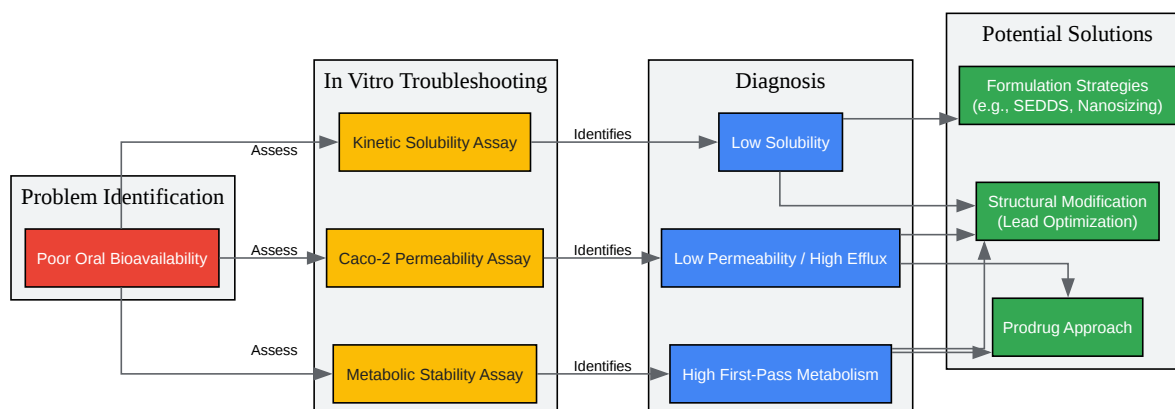 Problem Identification
Poor Oral Bioavailability
Assess
Assess
Assess
In Vitro Troubleshooting
Kinetic Solubility Assay
Caco-2 Permeability Assay
Metabolic Stability Assay
Identifies
Identifies
Identifies
Diagnosis
Low Solubility
Low Permeability / High Efflux
High First-Pass Metabolism
Potential Solutions
Formulation Strategies
(e.g., SEDDS, Nanosizing)
Structural Modification
(Lead Optimization)
Prodrug Approach